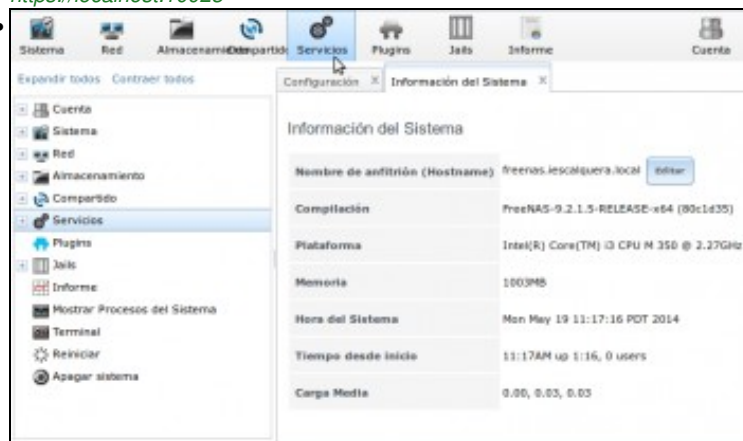 https://localhost:10028
Sistema Red Almacenamiento Compartido Servicios Plugins Jails Informe Cuenta
Expandir todos Contraer todos
Configuración Información del Sistema
Cuenta
Sistema
Red
Almacenamiento
Compartido
Servicios
Plugins
Jails
Informe
Mostrar Procesos del Sistema
Terminal
Reiniciar
Apagar sistema
Información del Sistema
Nombre de anfitrión (Hostname) freenas.iescalquera.local Editar
Compilación FreeNAS-9.2.1.5-RELEASE-x64 (80c1d35)
Plataforma Intel(R) Core(TM) i3 CPU M 350 @ 2.27GHz
Memoria 1003MB
Hora del Sistema Mon May 19 11:17:16 PDT 2014
Tiempo desde inicio 11:17AM up 1:16, 0 users
Carga Media 0.00, 0.03, 0.03